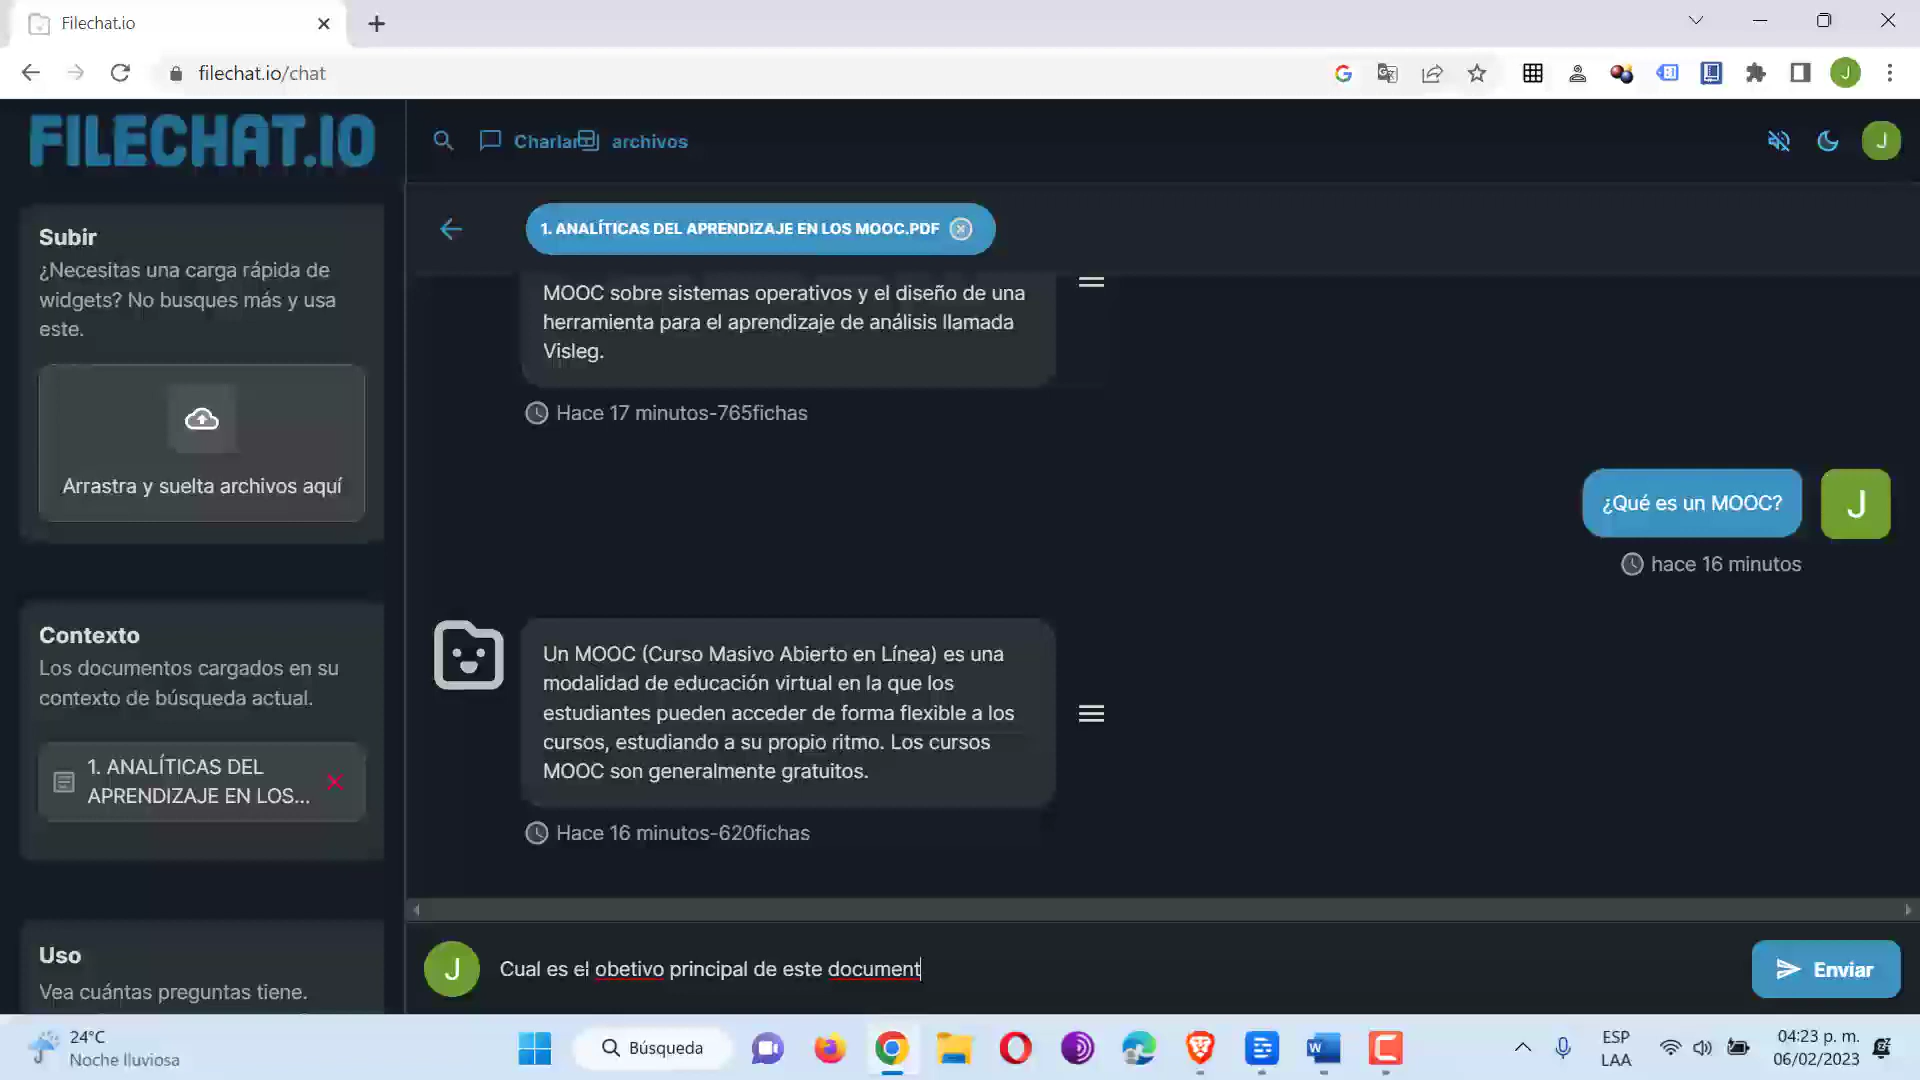 Filechat.io
filechat.io/chat
J
FILECHAT.IO
Charlar
archivos
J
Subir
¿Necesitas una carga rápida de
widgets? No busques más y usa
este.
Arrastra y suelta archivos aquí
Contexto
Los documentos cargados en su
contexto de búsqueda actual.
1. ANALÍTICAS DEL
APRENDIZAJE EN LOS...
Uso
Vea cuántas preguntas tiene.
1. ANALÍTICAS DEL APRENDIZAJE EN LOS MOOC.PDF
MOOC sobre sistemas operativos y el diseño de una
herramienta para el aprendizaje de análisis llamada
Visleg.
Hace 17 minutos-765fichas
¿Qué es un MOOC?
J
hace 16 minutos
Un MOOC (Curso Masivo Abierto en Línea) es una
modalidad de educación virtual en la que los
estudiantes pueden acceder de forma flexible a los
cursos, estudiando a su propio ritmo. Los cursos
MOOC son generalmente gratuitos.
Hace 16 minutos-620fichas
J
Cual es el obetivo principal de este document
Enviar
24°C
Noche lluviosa
Búsqueda
ESP
LAA
04:23 p. m.
06/02/2023